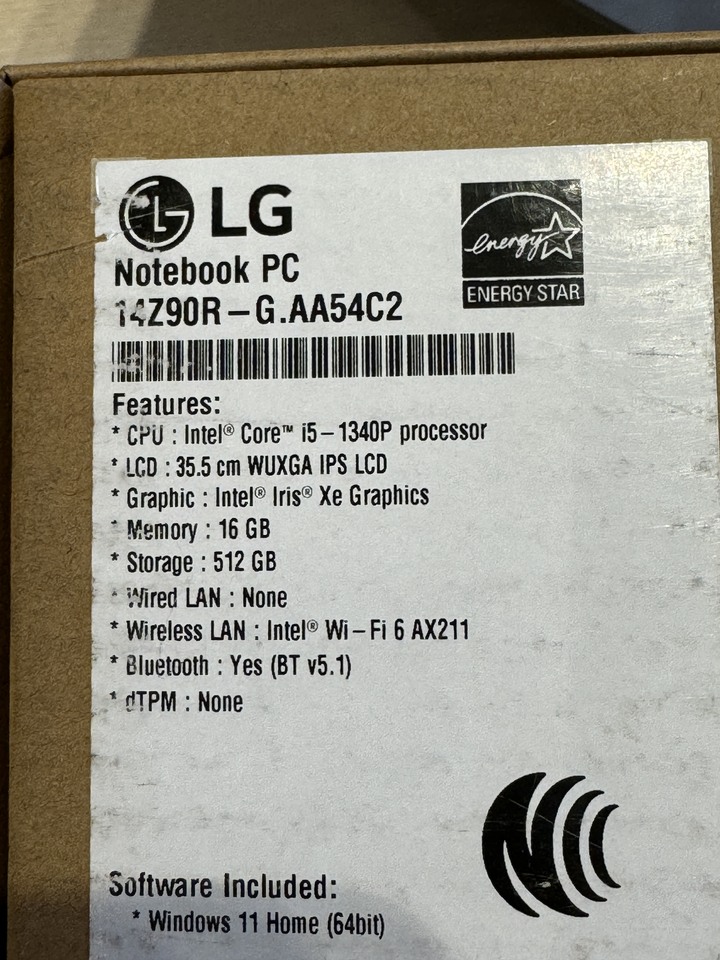 LG
energy
ENERGY STAR
Notebook PC
14Z90R-G.AA54C2
Features:
* CPU : Intel® Core™ i5-1340P processor
* LCD : 35.5 cm WUXGA IPS LCD
* Graphic : Intel® Iris® Xe Graphics
* Memory : 16 GB
* Storage : 512 GB
* Wired LAN : None
* Wireless LAN : Intel® Wi-Fi 6 AX211
* Bluetooth : Yes (BT v5.1)
* dTPM : None
Software Included:
* Windows 11 Home (64bit)